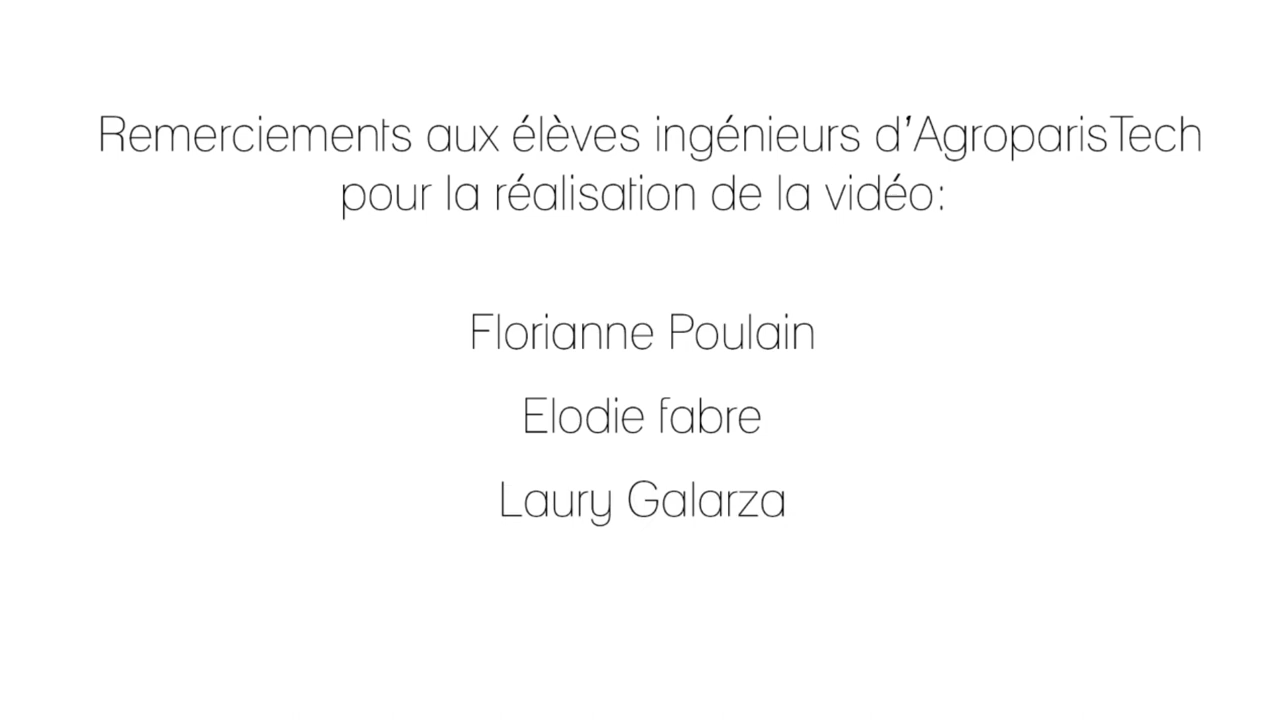 Remerciements aux élèves ingénieurs d'AgroparisTech
pour la réalisation de la vidéo:
Florianne Poulain
Elodie fabre
Laury Galarza